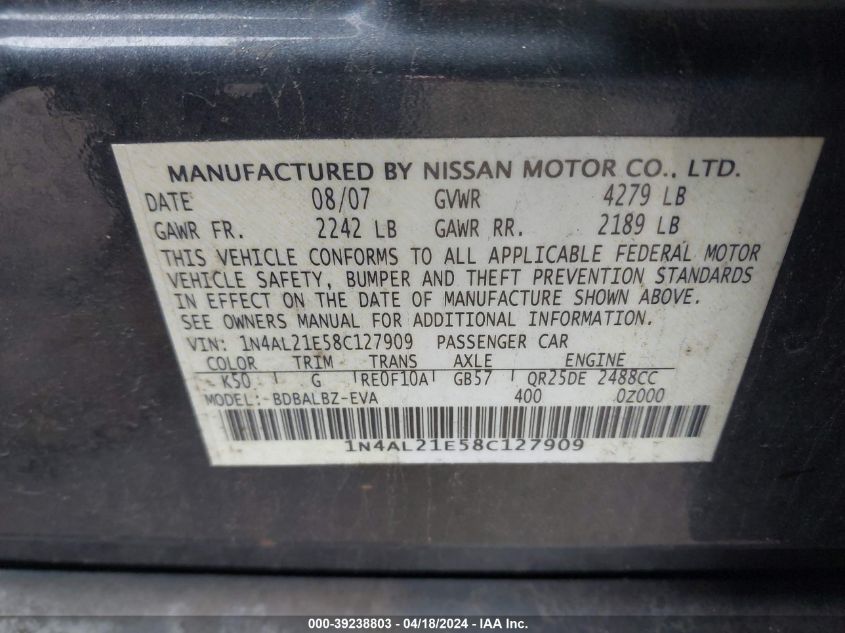 MANUFACTURED BY NISSAN MOTOR CO., LTD.
DATE 08/07 GVWR 4279 LB
GAWR FR. 2242 LB GAWR RR. 2189 LB
THIS VEHICLE CONFORMS TO ALL APPLICABLE FEDERAL MOTOR
VEHICLE SAFETY, BUMPER AND THEFT PREVENTION STANDARDS
IN EFFECT ON THE DATE OF MANUFACTURE SHOWN ABOVE.
SEE OWNERS MANUAL FOR ADDITIONAL INFORMATION.
VIN: 1N4AL21E58C127909 PASSENGER CAR
COLOR TRIM TRANS AXLE ENGINE
K50 G RE0F10A GB57 QR25DE 2488CC
MODEL:-BDBALBZ-EVA 400 0Z000
1N4AL21E58C127909
000-39238803 - 04/18/2024 - IAA Inc.